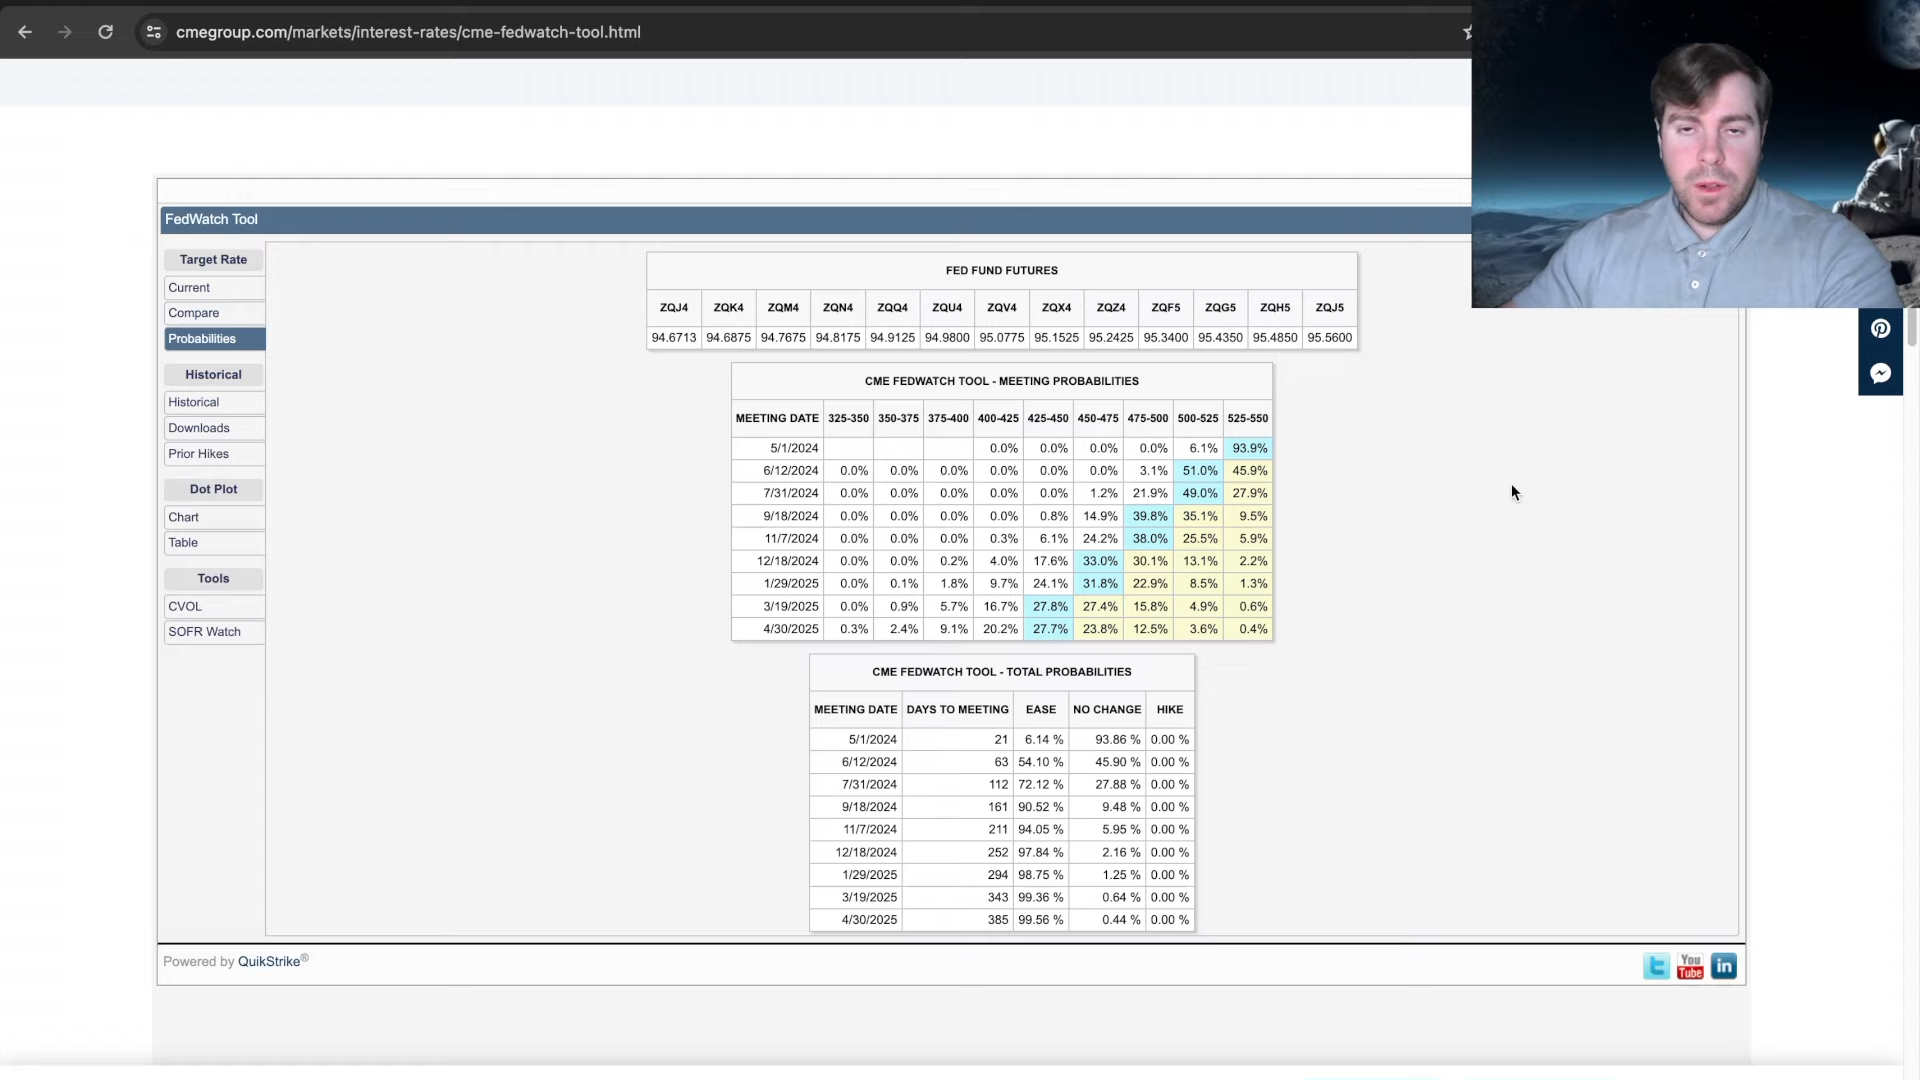 cmegroup.com/markets/interest-rates/cme-fedwatch-tool.html
FedWatch Tool
Target Rate
Current
Compare
Probabilities
Historical
Historical
Downloads
Prior Hikes
Dot Plot
Chart
Table
Tools
CVOL
SOFR Watch
FED FUND FUTURES
ZQJ4 ZQK4 ZQM4 ZQN4 ZQQ4 ZQU4 ZQV4 ZQX4 ZQZ4 ZQF5 ZQG5 ZQH5 ZQJ5
94.6713 94.6875 94.7675 94.8175 94.9125 94.9800 95.0775 95.1525 95.2425 95.3400 95.4350 95.4850 95.5600
CME FEDWATCH TOOL - MEETING PROBABILITIES
MEETING DATE 325-350 350-375 375-400 400-425 425-450 450-475 475-500 500-525 525-550
5/1/2024 0.0% 0.0% 0.0% 0.0% 6.1% 93.9%
6/12/2024 0.0% 0.0% 0.0% 0.0% 0.0% 0.0% 3.1% 51.0% 45.9%
7/31/2024 0.0% 0.0% 0.0% 0.0% 0.0% 1.2% 21.9% 49.0% 27.9%
9/18/2024 0.0% 0.0% 0.0% 0.0% 0.8% 14.9% 39.8% 35.1% 9.5%
11/7/2024 0.0% 0.0% 0.0% 0.3% 6.1% 24.2% 38.0% 25.5% 5.9%
12/18/2024 0.0% 0.0% 0.2% 4.0% 17.6% 33.0% 30.1% 13.1% 2.2%
1/29/2025 0.0% 0.1% 1.8% 9.7% 24.1% 31.8% 22.9% 8.5% 1.3%
3/19/2025 0.0% 0.9% 5.7% 16.7% 27.8% 27.4% 15.8% 4.9% 0.6%
4/30/2025 0.3% 2.4% 9.1% 20.2% 27.7% 23.8% 12.5% 3.6% 0.4%
CME FEDWATCH TOOL - TOTAL PROBABILITIES
MEETING DATE DAYS TO MEETING EASE NO CHANGE HIKE
5/1/2024 21 6.14 % 93.86 % 0.00 %
6/12/2024 63 54.10 % 45.90 % 0.00 %
7/31/2024 112 72.12 % 27.88 % 0.00 %
9/18/2024 161 90.52 % 9.48 % 0.00 %
11/7/2024 211 94.05 % 5.95 % 0.00 %
12/18/2024 252 97.84 % 2.16 % 0.00 %
1/29/2025 294 98.75 % 1.25 % 0.00 %
3/19/2025 343 99.36 % 0.64 % 0.00 %
4/30/2025 385 99.56 % 0.44 % 0.00 %
Powered by QuikStrike®
You
Tube
in